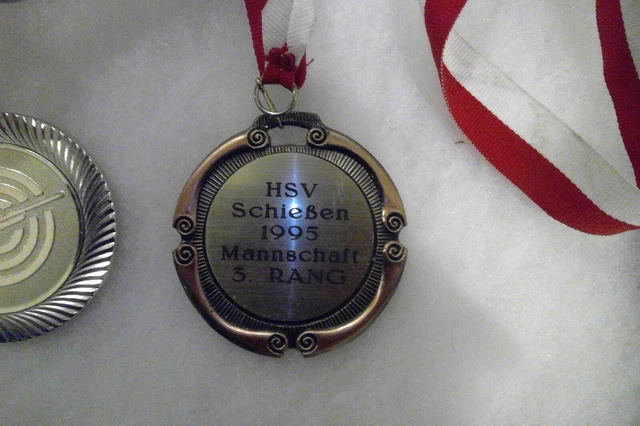 HSV
Schießen
1995
Mannschaft
3. RANG